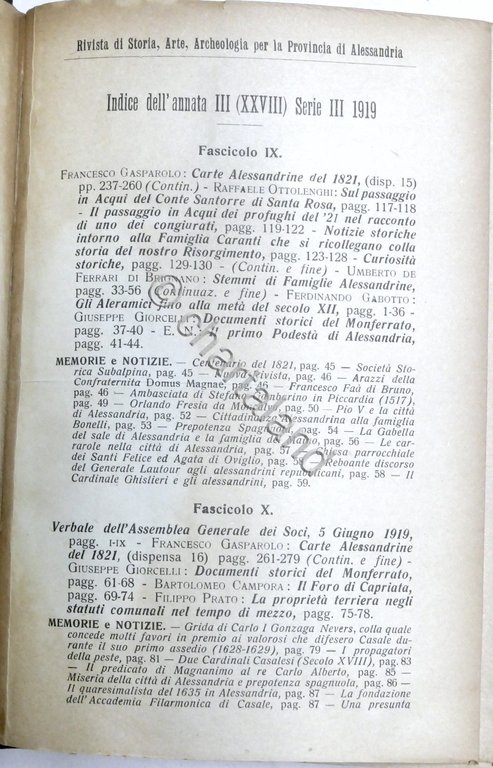 Rivista di Storia, Arte, Archeologia per la Provincia di Alessandria
Indice dell'annata III (XXVIII) Serie III 1919
Fascicolo IX.
FRANCESCO GASPAROLO: Carte Alessandrine del 1821, (disp. 15)
pp. 237-260 (Contin.) - RAFFAELE OTTOLENGHI: Sul passaggio
in Acqui del Conte Santorre di Santa Rosa, pagg. 117-118
- Il passaggio in Acqui dei profughi del '21 nel racconto
di uno dei congiurati, pagg. 119-122 - Notizie storiche
intorno alla Famiglia Caranti che si ricollegano colla
storia del nostro Risorgimento, pagg. 123-128 - Curiosità
storiche, pagg. 129-130 - (Contin. e fine) - UMBERTO DE
FERRARI DI BRIGNANO: Stemmi di Famiglie Alessandrine,
pagg. 33-56 (continuaz. e fine) - FERDINANDO GABOTTO:
Gli Aleramici fino alla metà del secolo XII, pagg. 1-36 -
GIUSEPPE GIORCELLI: Documenti storici del Monferrato,
pagg. 37-40 - E. N.: Il primo Podestà di Alessandria,
pagg. 41-44.
MEMORIE e NOTIZIE. — Centenario del 1821, pag. 45 — Società Sto-
rica Subalpina, pag. 45 — Nuova Rivista, pag. 46 — Arazzi della
Confraternita Domus Magnae, pag. 46 — Francesco Faà di Bruno,
pag. 46 — Ambasciata di Stefano Guarino in Piccardia (1517),
pag. 49 — Orlando Fresia da Mo pag. 50 — Pio V e la città
di Alessandria, pag. 52 — Cittadinanza Alessandrina alla famiglia
Bonelli, pag. 53 — Prepotenza Spagnuola, pag. 54 — La Gabella
del sale di Alessandria e la famiglia del pag. 56 — Le car-
rarole nella città di Alessandria, pag. 57 — Chiesa parrocchiale
dei Santi Felice ed Agata di Oviglio, pag. — Reboante discorso
del Generale Lautour agli alessandrini repubblicani, pag. 58 — Il
Cardinale Ghislieri e gli alessandrini, pag. 59.
Fascicolo X.
Verbale dell'Assemblea Generale dei Soci, 5 Giugno 1919,
pagg. I-IX - FRANCESCO GASPAROLO: Carte Alessandrine
del 1821, (dispensa 16) pagg. 261-279 (Contin. e fine) -
GIUSEPPE GIORCELLI: Documenti storici del Monferrato,
pagg. 61-68 - BARTOLOMEO CAMPORA: Il Foro di Capriata,
pagg. 69-74 - FILIPPO PRATO: La proprietà terriera negli
statuti comunali nel tempo di mezzo, pagg. 75-78.
MEMORIE e NOTIZIE. — Grida di Carlo I Gonzaga Nevers, colla quale
concede molti favori in premio ai valorosi che difesero Casale du-
rante il suo primo assedio (1628-1629), pag. 79 — I propagatori
della peste, pag. 81 — Due Cardinali Casalesi (Secolo XVIII), pag. 83
— Il predicato di Magnanimo al re Carlo Alberto, pag. 85 —
Miseria della città di Alessandria e prepotenza spagnuola, pag. 86 —
Il quaresimalista del 1635 in Alessandria, pag. 87 — La fondazione
dell'Accademia Filarmonica di Casale, pag. 87 — Una presunta
© chartaland